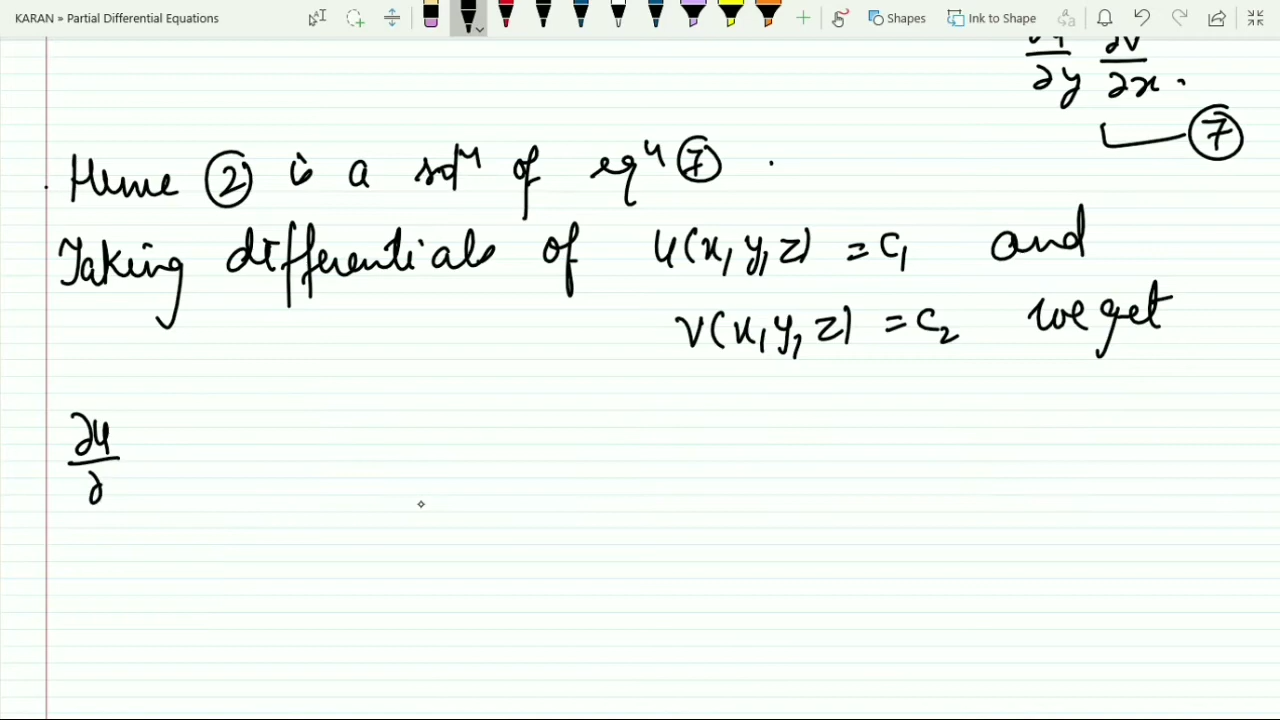 KARAN » Partial Differential Equations
Shapes
Ink to Shape
∂y ∂x .
⑦
Hence ② is a solⁿ of eqⁿ ⑦ .
Taking differentials of u(x, y, z) = c₁ and
v(x, y, z) = c₂ we get
∂u
∂